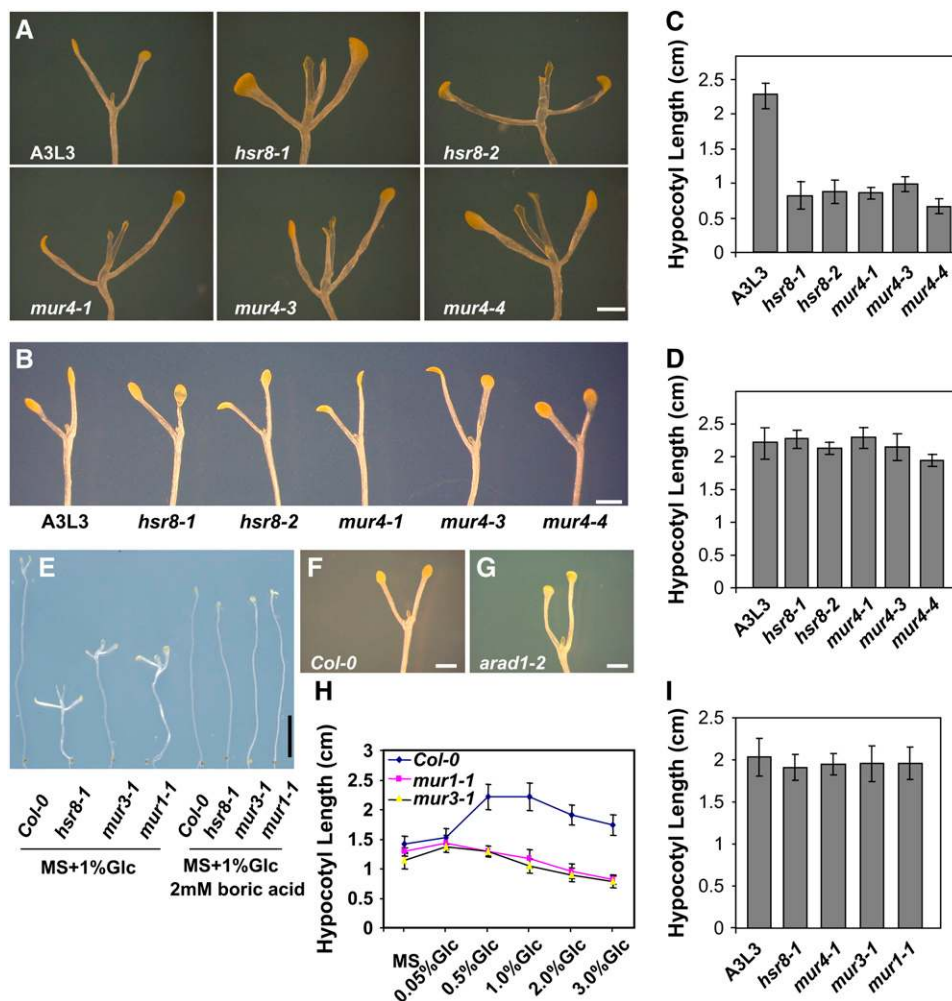 A
A3L3
hsr8-1
hsr8-2
mur4-1
mur4-3
mur4-4
B
A3L3
hsr8-1
hsr8-2
mur4-1
mur4-3
mur4-4
C
Hypocotyl Length (cm)
2.5
2
1.5
1
0.5
0
A3L3
hsr8-1
hsr8-2
mur4-1
mur4-3
mur4-4
D
Hypocotyl Length (cm)
2.5
2
1.5
1
0.5
0
A3L3
hsr8-1
hsr8-2
mur4-1
mur4-3
mur4-4
E
Col-0
hsr8-1
mur3-1
mur1-1
Col-0
hsr8-1
mur3-1
mur1-1
MS+1%Glc
MS+1%Glc
2mM boric acid
F
Col-0
G
arad1-2
H
Hypocotyl Length (cm)
3
2.5
2
1.5
1
0.5
0
Col-0
mur1-1
mur3-1
MS
0.05%Glc
0.5%Glc
1.0%Glc
2.0%Glc
3.0%Glc
I
Hypocotyl Length (cm)
2.5
2
1.5
1
0.5
0
A3L3
hsr8-1
mur4-1
mur3-1
mur1-1